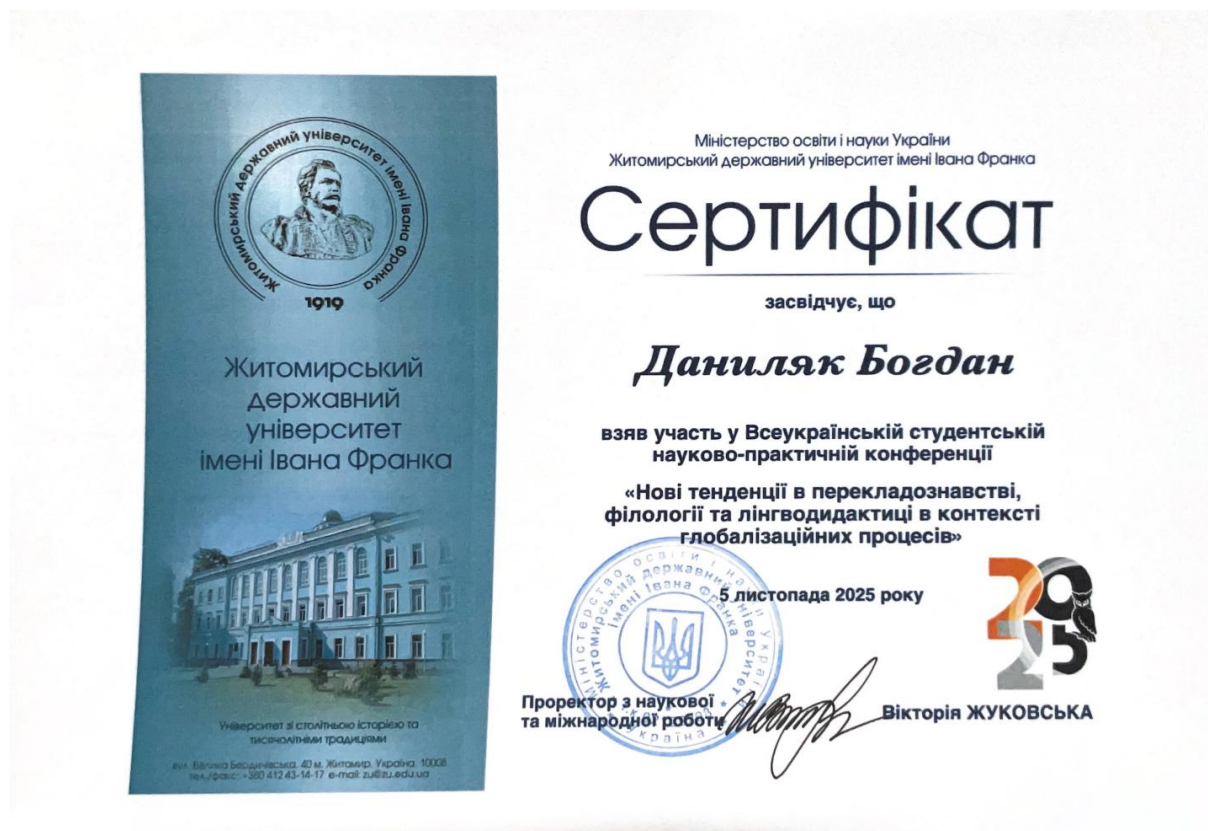 Житомирський державний університет імені Івана Франка
1919
Житомирський
державний
університет
імені Івана Франка
Університет зі столітньою історією та
тисячолітніми традиціями
вул. Велика Бердичівська, 40 м. Житомир, Україна, 10008
тел./факс: +380 412 43-14-17 e-mail: zu@zu.edu.ua
Міністерство освіти і науки України
Житомирський державний університет імені Івана Франка
Сертифікат
засвідчує, що
Даниляк Богдан
взяв участь у Всеукраїнській студентській
науково-практичній конференції
«Нові тенденції в перекладознавстві,
філології та лінгводидактиці в контексті
глобалізаційних процесів»
5 листопада 2025 року
2025
Міністерство освіти і науки України
Житомирський державний університет
імені Івана Франка
Проректор з наукової
та міжнародної роботи
Вікторія ЖУКОВСЬКА